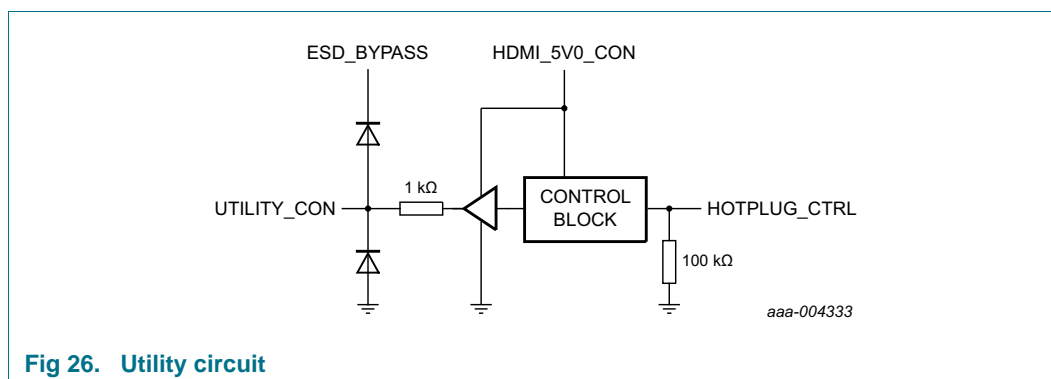 ESD_BYPASS
HDMI_5V0_CON
1 kΩ
UTILITY_CON
CONTROL
BLOCK
HOTPLUG_CTRL
100 kΩ
aaa-004333
Fig 26. Utility circuit